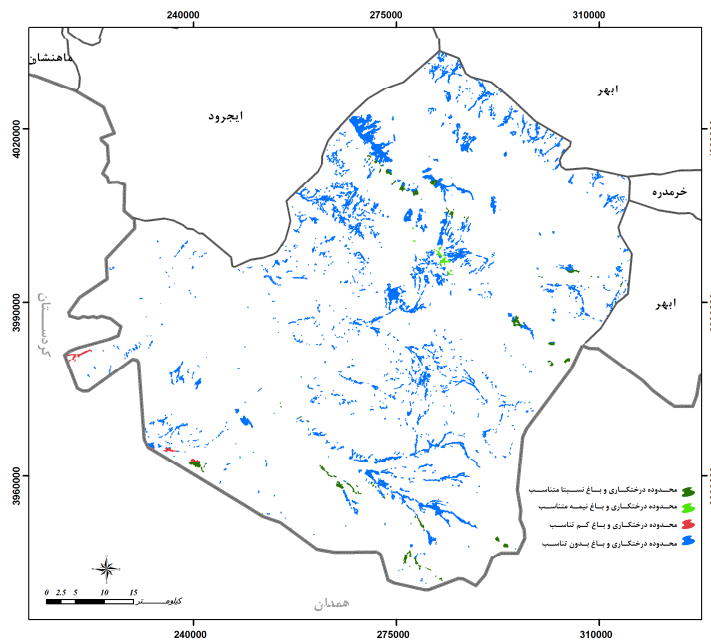 240000 275000 310000
ماهنشان
ایجرود
ابهر
4020000
خرمدره
ابهر
3990000
کردستان
3960000
محدوده درختکاری و باغ نسبتا متناسب
محدوده درختکاری و باغ نیمه متناسب
محدوده درختکاری و باغ کم تناسب
محدوده درختکاری و باغ بدون تناسب
0 2.5 5 10 15
کیلومتر
همدان
240000 275000 310000